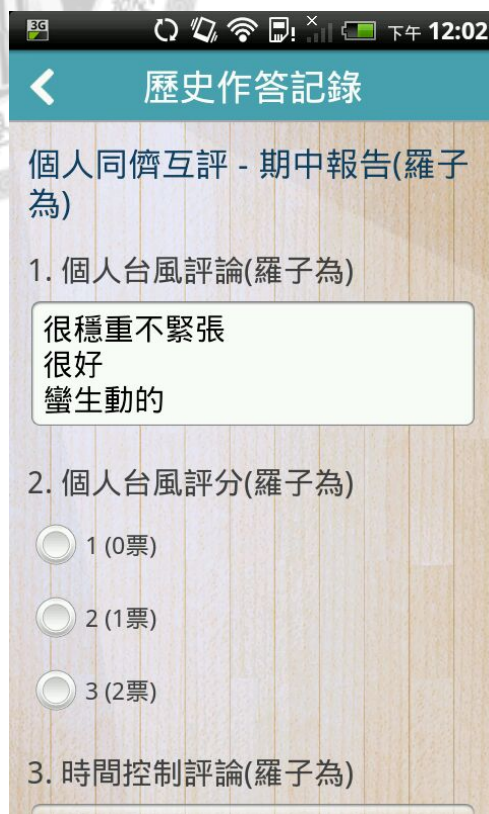 3G
下午 12:02
歷史作答記錄
個人同儕互評 - 期中報告(羅子
為)
1. 個人台風評論(羅子為)
很穩重不緊張
很好
蠻生動的
2. 個人台風評分(羅子為)
1 (0票)
2 (1票)
3 (2票)
3. 時間控制評論(羅子為)